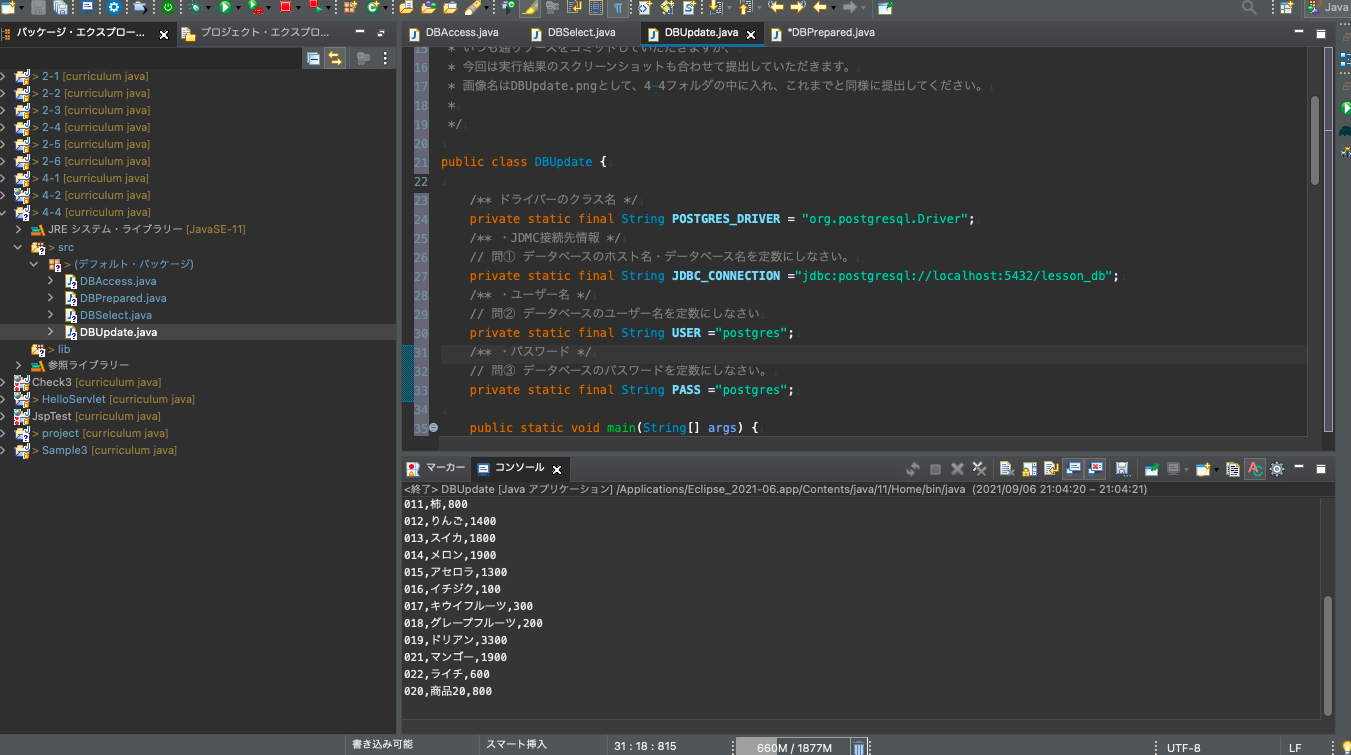 Java
パッケージ・エクスプロー...
プロジェクト・エクスプロ...
> 2-1 [curriculum java]
> 2-2 [curriculum java]
> 2-3 [curriculum java]
> 2-4 [curriculum java]
> 2-5 [curriculum java]
> 2-6 [curriculum java]
> 4-1 [curriculum java]
> 4-2 [curriculum java]
> 4-4 [curriculum java]
JRE システム・ライブラリー [JavaSE-11]
> src
> (デフォルト・パッケージ)
DBAccess.java
DBPrepared.java
DBSelect.java
DBUpdate.java
> lib
参照ライブラリー
Check3 [curriculum java]
> HelloServlet [curriculum java]
JspTest [curriculum java]
> project [curriculum java]
> Sample3 [curriculum java]
DBAccess.java
DBSelect.java
DBUpdate.java
*DBPrepared.java
15 * いつも通りソースをコミットしていただきますが、
16 * 今回は実行結果のスクリーンショットも合わせて提出していただきます。
17 * 画像名はDBUpdate.pngとして、4-4フォルダの中に入れ、これまでと同様に提出してください。
18 *
19 */
20
21 public class DBUpdate {
22
23 /** ドライバーのクラス名 */
24 private static final String POSTGRES_DRIVER = "org.postgresql.Driver";
25 /** ・JDMC接続先情報 */
26 // 問① データベースのホスト名・データベース名を定数にしなさい。
27 private static final String JDBC_CONNECTION ="jdbc:postgresql://localhost:5432/lesson_db";
28 /** ・ユーザー名 */
29 // 問② データベースのユーザー名を定数にしなさい
30 private static final String USER ="postgres";
31 /** ・パスワード */
32 // 問③ データベースのパスワードを定数にしなさい。
33 private static final String PASS ="postgres";
34
35 public static void main(String[] args) {
マーカー
コンソール
<終了> DBUpdate [Java アプリケーション] /Applications/Eclipse_2021-06.app/Contents/java/11/Home/bin/java (2021/09/06 21:04:20 – 21:04:21)
011,柿,800
012,りんご,1400
013,スイカ,1800
014,メロン,1900
015,アセロラ,1300
016,イチジク,100
017,キウイフルーツ,300
018,グレープフルーツ,200
019,ドリアン,3300
021,マンゴー,1900
022,ライチ,600
020,商品20,800
書き込み可能
スマート挿入
31 : 18 : 815
660M / 1877M
UTF-8
LF